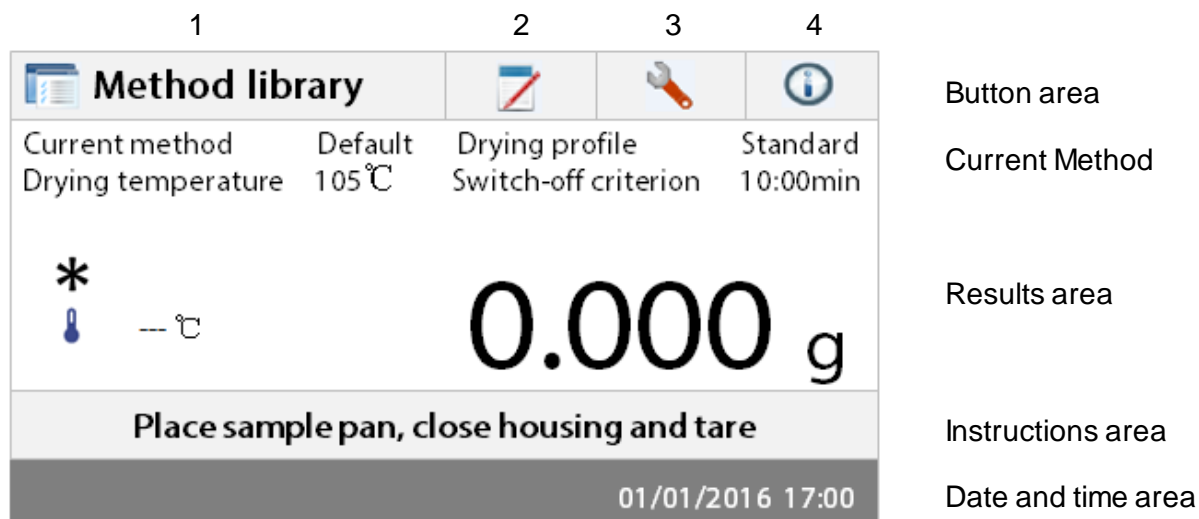 1 2 3 4
Method library
Button area
Current method Default Drying profile Standard
Drying temperature 105℃ Switch-off criterion 10:00min
Current Method
*
--- ℃
0.000 g
Results area
Place sample pan, close housing and tare
Instructions area
01/01/2016 17:00
Date and time area